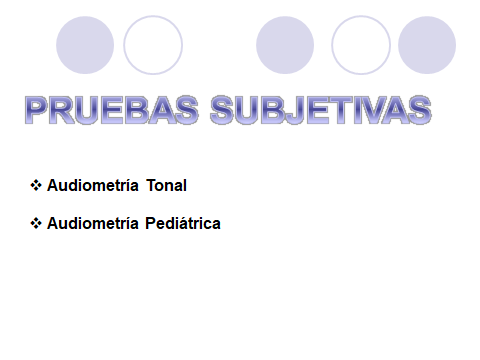 PRUEBAS SUBJETIVAS
❖ Audiometría Tonal
❖ Audiometría Pediátrica